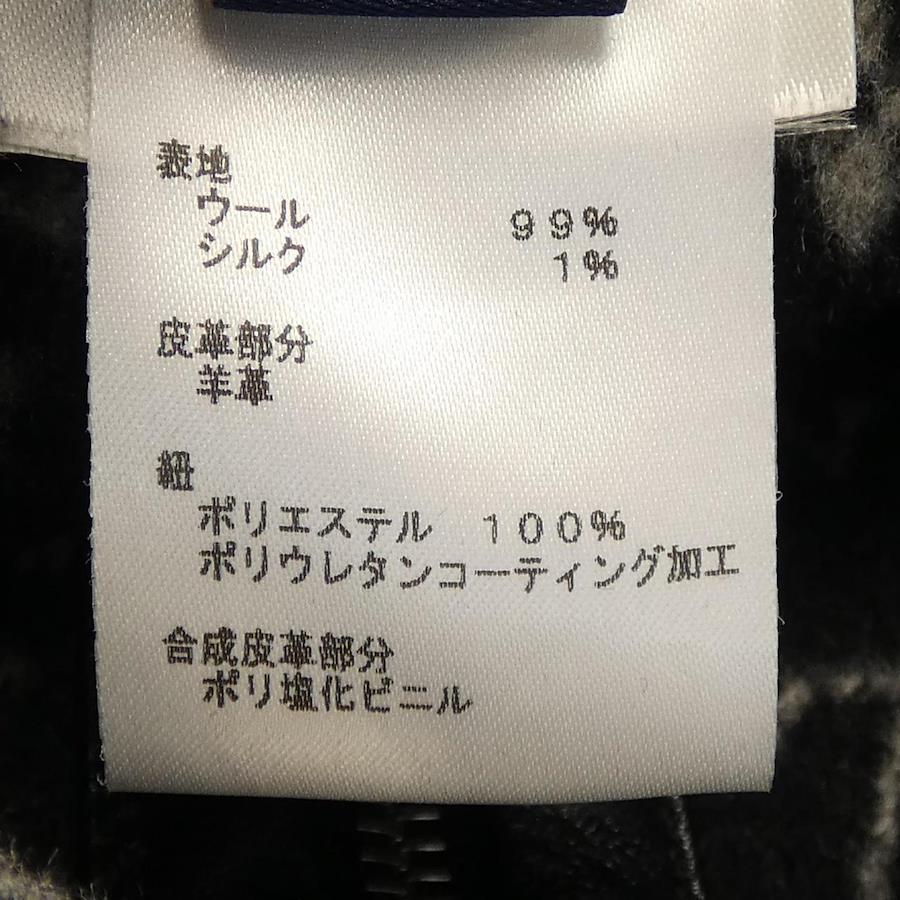 表地
ウール ９９％
シルク １％
皮革部分
羊革
紐
ポリエステル １００％
ポリウレタンコーティング加工
合成皮革部分
ポリ塩化ビニル